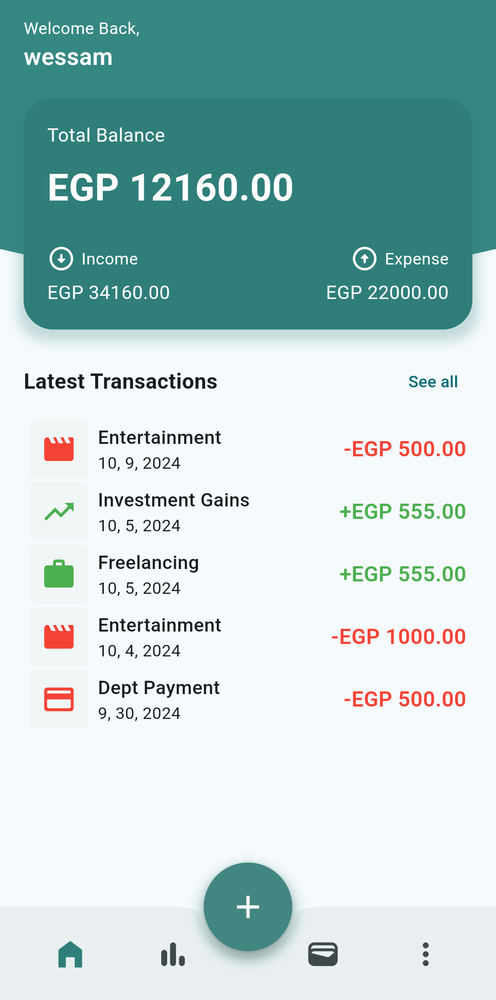 Welcome Back,
wessam
Total Balance
EGP 12160.00
Income
Expense
EGP 34160.00
EGP 22000.00
Latest Transactions
See all
Entertainment
10, 9, 2024
-EGP 500.00
Investment Gains
10, 5, 2024
+EGP 555.00
Freelancing
10, 5, 2024
+EGP 555.00
Entertainment
10, 4, 2024
-EGP 1000.00
Dept Payment
9, 30, 2024
-EGP 500.00